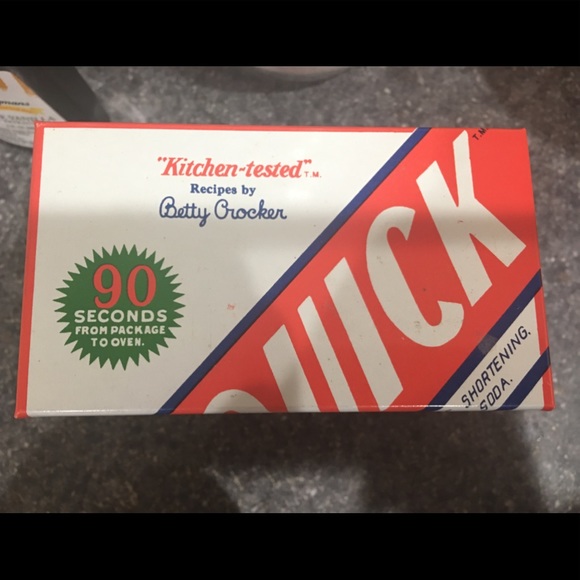 "Kitchen-tested" T.M.
Recipes by
Betty Crocker
90
SECONDS
FROM PACKAGE
TO OVEN.
QUICK T.M.
SHORTENING,
SODA.